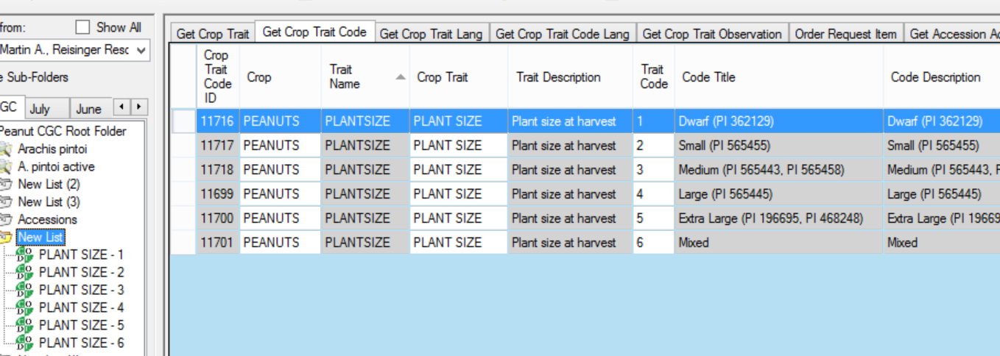 from: Show All
Martin A., Reisinger Resc
Sub-Folders
GC July June
Peanut CGC Root Folder
Arachis pintoi
A. pintoi active
New List (2)
New List (3)
Accessions
New List
PLANT SIZE - 1
PLANT SIZE - 2
PLANT SIZE - 3
PLANT SIZE - 4
PLANT SIZE - 5
PLANT SIZE - 6
Get Crop Trait Get Crop Trait Code Get Crop Trait Lang Get Crop Trait Code Lang Get Crop Trait Observation Order Request Item Get Accession Ac
Crop Trait Code ID Crop Trait Name Crop Trait Trait Description Trait Code Code Title Code Description
11716 PEANUTS PLANTSIZE PLANT SIZE Plant size at harvest 1 Dwarf (PI 362129) Dwarf (PI 362129)
11717 PEANUTS PLANTSIZE PLANT SIZE Plant size at harvest 2 Small (PI 565455) Small (PI 565455)
11718 PEANUTS PLANTSIZE PLANT SIZE Plant size at harvest 3 Medium (PI 565443, PI 565458) Medium (PI 565443, P
11699 PEANUTS PLANTSIZE PLANT SIZE Plant size at harvest 4 Large (PI 565445) Large (PI 565445)
11700 PEANUTS PLANTSIZE PLANT SIZE Plant size at harvest 5 Extra Large (PI 196695, PI 468248) Extra Large (PI 19669
11701 PEANUTS PLANTSIZE PLANT SIZE Plant size at harvest 6 Mixed Mixed